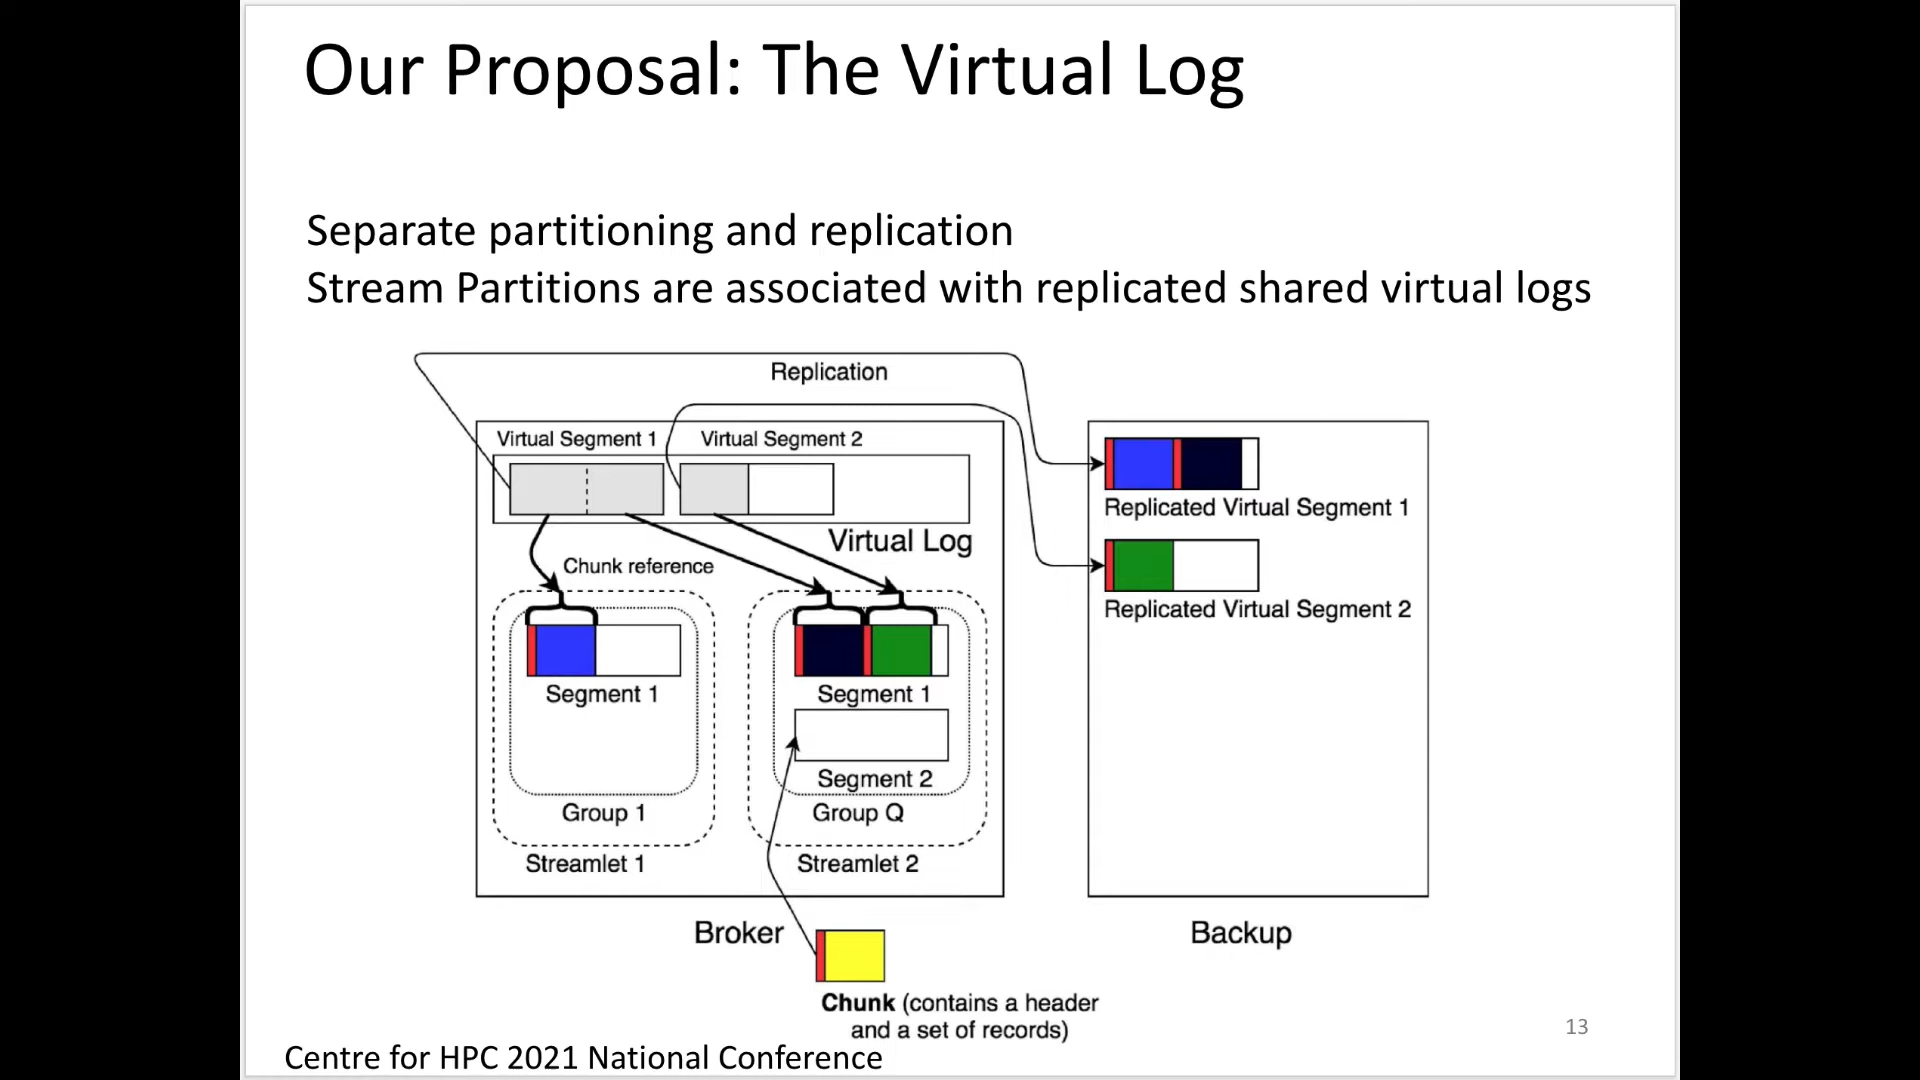 Our Proposal: The Virtual Log
Separate partitioning and replication
Stream Partitions are associated with replicated shared virtual logs
Replication
Virtual Segment 1
Virtual Segment 2
Virtual Log
Chunk reference
Segment 1
Group 1
Streamlet 1
Segment 1
Segment 2
Group Q
Streamlet 2
Broker
Replicated Virtual Segment 1
Replicated Virtual Segment 2
Backup
Chunk (contains a header
and a set of records)
13
Centre for HPC 2021 National Conference